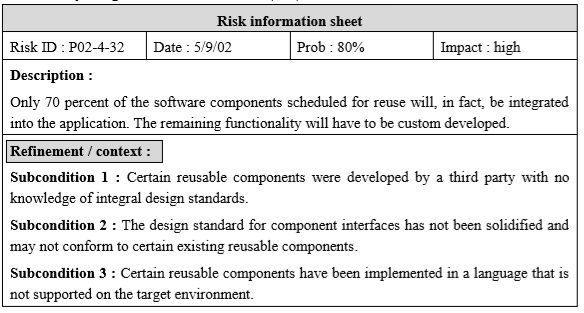 Risk information sheet
Risk ID : P02-4-32 Date : 5/9/02 Prob : 80% Impact : high
Description :
Only 70 percent of the software components scheduled for reuse will, in fact, be integrated
into the application. The remaining functionality will have to be custom developed.
Refinement / context :
Subcondition 1 : Certain reusable components were developed by a third party with no
knowledge of integral design standards.
Subcondition 2 : The design standard for component interfaces has not been solidified and
may not conform to certain existing reusable components.
Subcondition 3 : Certain reusable components have been implemented in a language that is
not supported on the target environment.